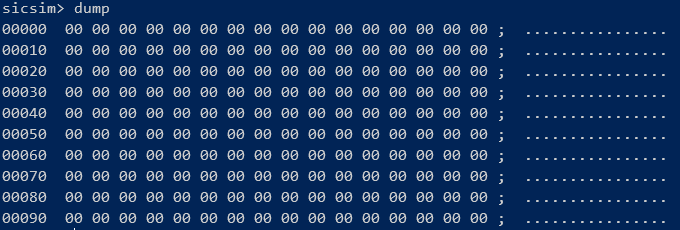 sicsim> dump
00000  00 00 00 00 00 00 00 00 00 00 00 00 00 00 00 00 ;  ................
00010  00 00 00 00 00 00 00 00 00 00 00 00 00 00 00 00 ;  ................
00020  00 00 00 00 00 00 00 00 00 00 00 00 00 00 00 00 ;  ................
00030  00 00 00 00 00 00 00 00 00 00 00 00 00 00 00 00 ;  ................
00040  00 00 00 00 00 00 00 00 00 00 00 00 00 00 00 00 ;  ................
00050  00 00 00 00 00 00 00 00 00 00 00 00 00 00 00 00 ;  ................
00060  00 00 00 00 00 00 00 00 00 00 00 00 00 00 00 00 ;  ................
00070  00 00 00 00 00 00 00 00 00 00 00 00 00 00 00 00 ;  ................
00080  00 00 00 00 00 00 00 00 00 00 00 00 00 00 00 00 ;  ................
00090  00 00 00 00 00 00 00 00 00 00 00 00 00 00 00 00 ;  ................